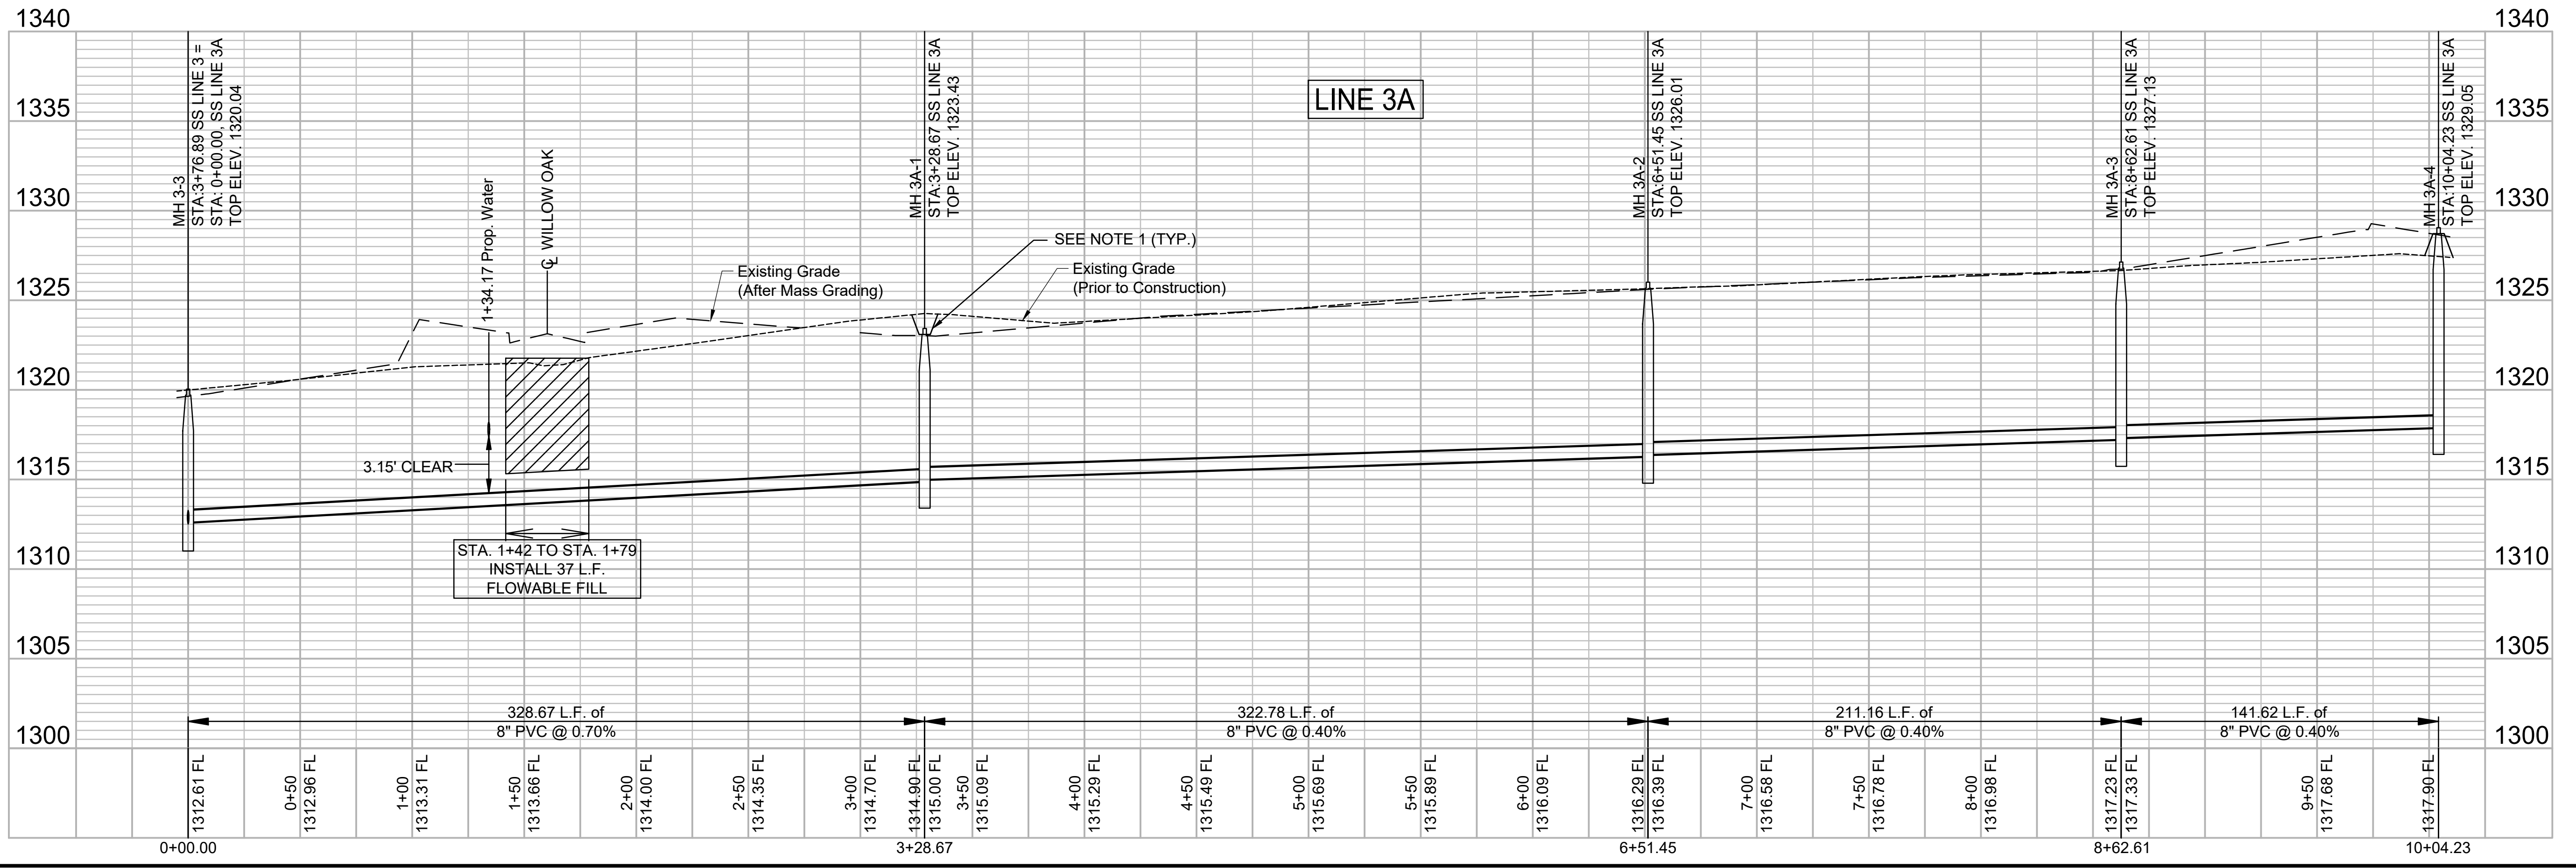 1340
1340
1335
1335
1330
1330
1325
1325
1320
1320
1315
1315
1310
1310
1305
1305
1300
1300
LINE 3A
MH 3-3
STA:3+76.89 SS LINE 3 =
STA: 0+00.00, SS LINE 3A
TOP ELEV. 1320.04
1+34.17 Prop. Water
CL WILLOW OAK
3.15' CLEAR
STA. 1+42 TO STA. 1+79
INSTALL 37 L.F.
FLOWABLE FILL
Existing Grade
(After Mass Grading)
MH 3A-1
STA:3+28.67 SS LINE 3A
TOP ELEV. 1323.43
SEE NOTE 1 (TYP.)
Existing Grade
(Prior to Construction)
MH 3A-2
STA:6+51.45 SS LINE 3A
TOP ELEV. 1326.01
MH 3A-3
STA:8+62.61 SS LINE 3A
TOP ELEV. 1327.13
MH 3A-4
STA:10+04.23 SS LINE 3A
TOP ELEV. 1329.05
328.67 L.F. of
8" PVC @ 0.70%
322.78 L.F. of
8" PVC @ 0.40%
211.16 L.F. of
8" PVC @ 0.40%
141.62 L.F. of
8" PVC @ 0.40%
1312.61 FL
0+50
1312.96 FL
1+00
1313.31 FL
1+50
1313.66 FL
2+00
1314.00 FL
2+50
1314.35 FL
3+00
1314.70 FL
1314.90 FL
1315.00 FL
3+50
1315.09 FL
4+00
1315.29 FL
4+50
1315.49 FL
5+00
1315.69 FL
5+50
1315.89 FL
6+00
1316.09 FL
1316.29 FL
1316.39 FL
7+00
1316.58 FL
7+50
1316.78 FL
8+00
1316.98 FL
1317.23 FL
1317.33 FL
9+50
1317.68 FL
1317.90 FL
0+00.00
3+28.67
6+51.45
8+62.61
10+04.23